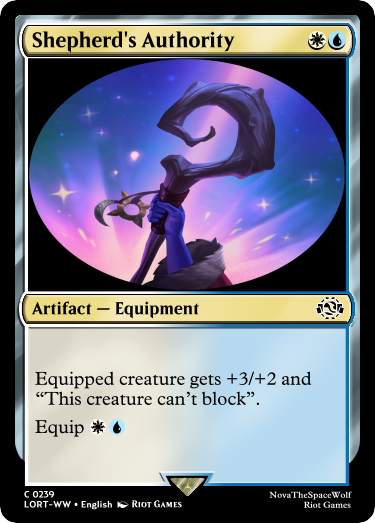 Shepherd's Authority
Artifact — Equipment
Equipped creature gets +3/+2 and
“This creature can't block”.
Equip
C 0239
LORT-WW • English Riot Games
NovaTheSpaceWolf
Riot Games